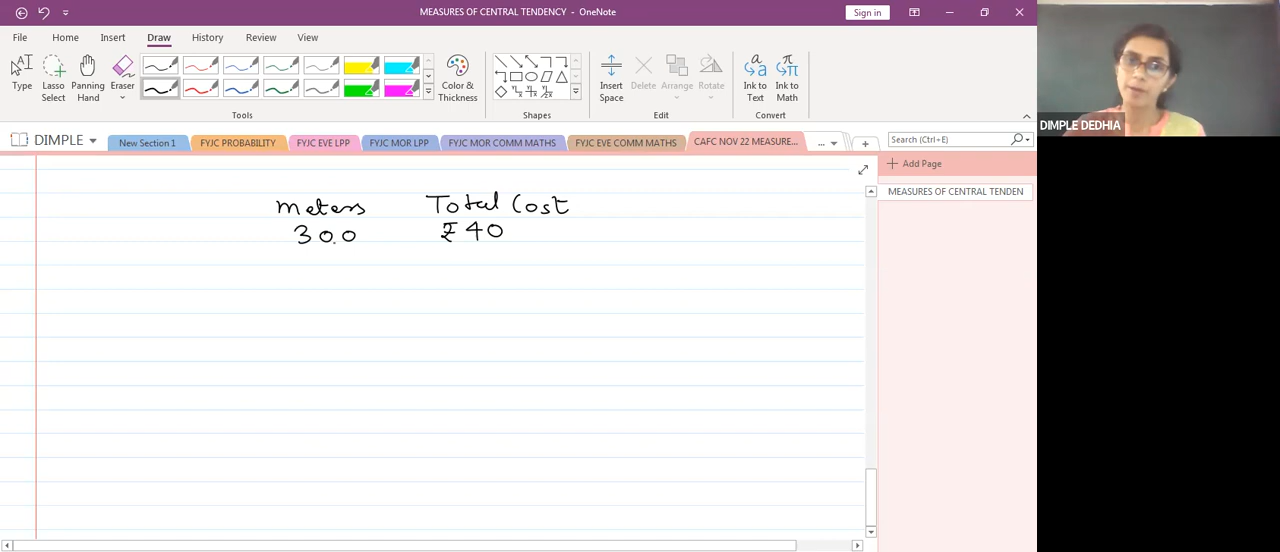 MEASURES OF CENTRAL TENDENCY - OneNote
Sign in
File Home Insert Draw History Review View
Type
Lasso Select
Panning Hand
Eraser
Color & Thickness
Insert Space
Delete
Arrange
Rotate
Ink to Text
Ink to Math
Tools
Shapes
Edit
Convert
DIMPLE
New Section 1
FYJC PROBABILITY
FYJC EVE LPP
FYJC MOR LPP
FYJC MOR COMM MATHS
FYJC EVE COMM MATHS
CAFC NOV 22 MEASURE...
...
Search (Ctrl+E)
DIMPLE DEDHIA
Add Page
MEASURES OF CENTRAL TENDEN
Meters Total Cost
300 ₹ 40